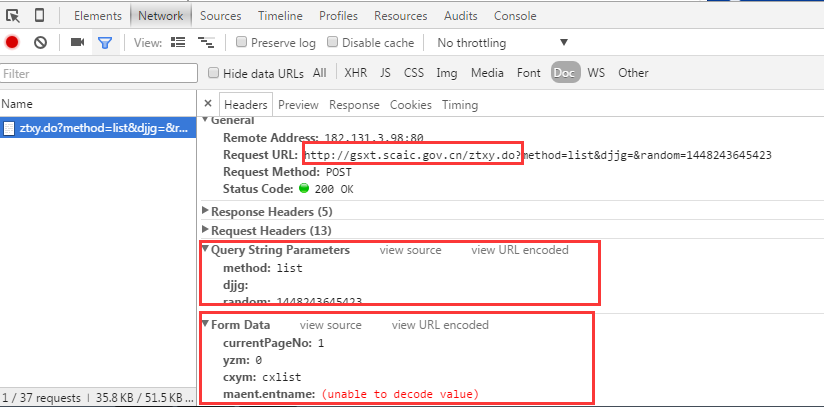 Elements Network Sources Timeline Profiles Resources Audits Console
View: Preserve log Disable cache No throttling
Filter Hide data URLs All XHR JS CSS Img Media Font Doc WS Other
Name × Headers Preview Response Cookies Timing
ztxy.do?method=list&djjg=&r...
General
Remote Address: 182.131.3.98:80
Request URL: http://gsxt.scaic.gov.cn/ztxy.do?method=list&djjg=&random=1448243645423
Request Method: POST
Status Code: 200 OK
Response Headers (5)
Request Headers (13)
Query String Parameters view source view URL encoded
method: list
djjg:
random: 1448243645423
Form Data view source view URL encoded
currentPageNo: 1
yzm: 0
cxym: cxlist
maent.entname: (unable to decode value)
1 / 37 requests | 35.8 KB / 51.5 KB ...